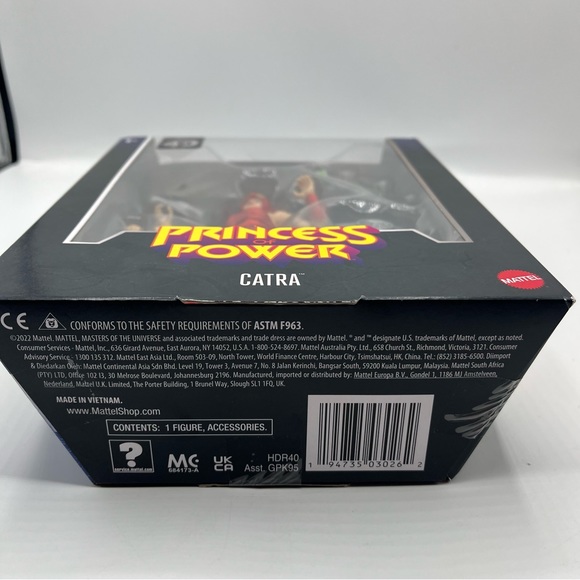 PRINCESS
OF
POWER
CATRA™
MATTEL
CE CONFORMS TO THE SAFETY REQUIREMENTS OF ASTM F963.
©2022 Mattel. MATTEL, MASTERS OF THE UNIVERSE and associated trademarks and trade dress are owned by Mattel. ® and ™ designate U.S. trademarks of Mattel, except as noted.
Consumer Services - Mattel, Inc., 636 Girard Avenue, East Aurora, NY 14052, U.S.A. 1-800-524-8697. Mattel Australia Pty. Ltd., 658 Church St., Richmond, Victoria, 3121. Consumer
Advisory Service - 1300 135 312. Mattel East Asia Ltd., Room 503-09, North Tower, World Finance Centre, Harbour City, Tsimshatsui, HK, China. Tel.: (852) 3185-6500. Diimport
& Diedarkan Oleh: Mattel Continental Asia Sdn Bhd. Level 19, Tower 3, Avenue 7, No. 8 Jalan Kerinchi, Bangsar South, 59200 Kuala Lumpur, Malaysia. Mattel South Africa
(PTY) LTD, Office 102 I3, 30 Melrose Boulevard, Johannesburg 2196. Manufactured, imported or distributed by: Mattel Europa B.V., Gondel 1, 1186 MJ Amstelveen,
Nederland. Mattel U.K. Limited, The Porter Building, 1 Brunel Way, Slough SL1 1FQ, UK.
MADE IN VIETNAM.
www.MattelShop.com
CONTENTS: 1 FIGURE, ACCESSORIES.
?
service.mattel.com
MC
684173-A
UK
CA
HDR40
Asst. GPK95
1 94735 03026 2